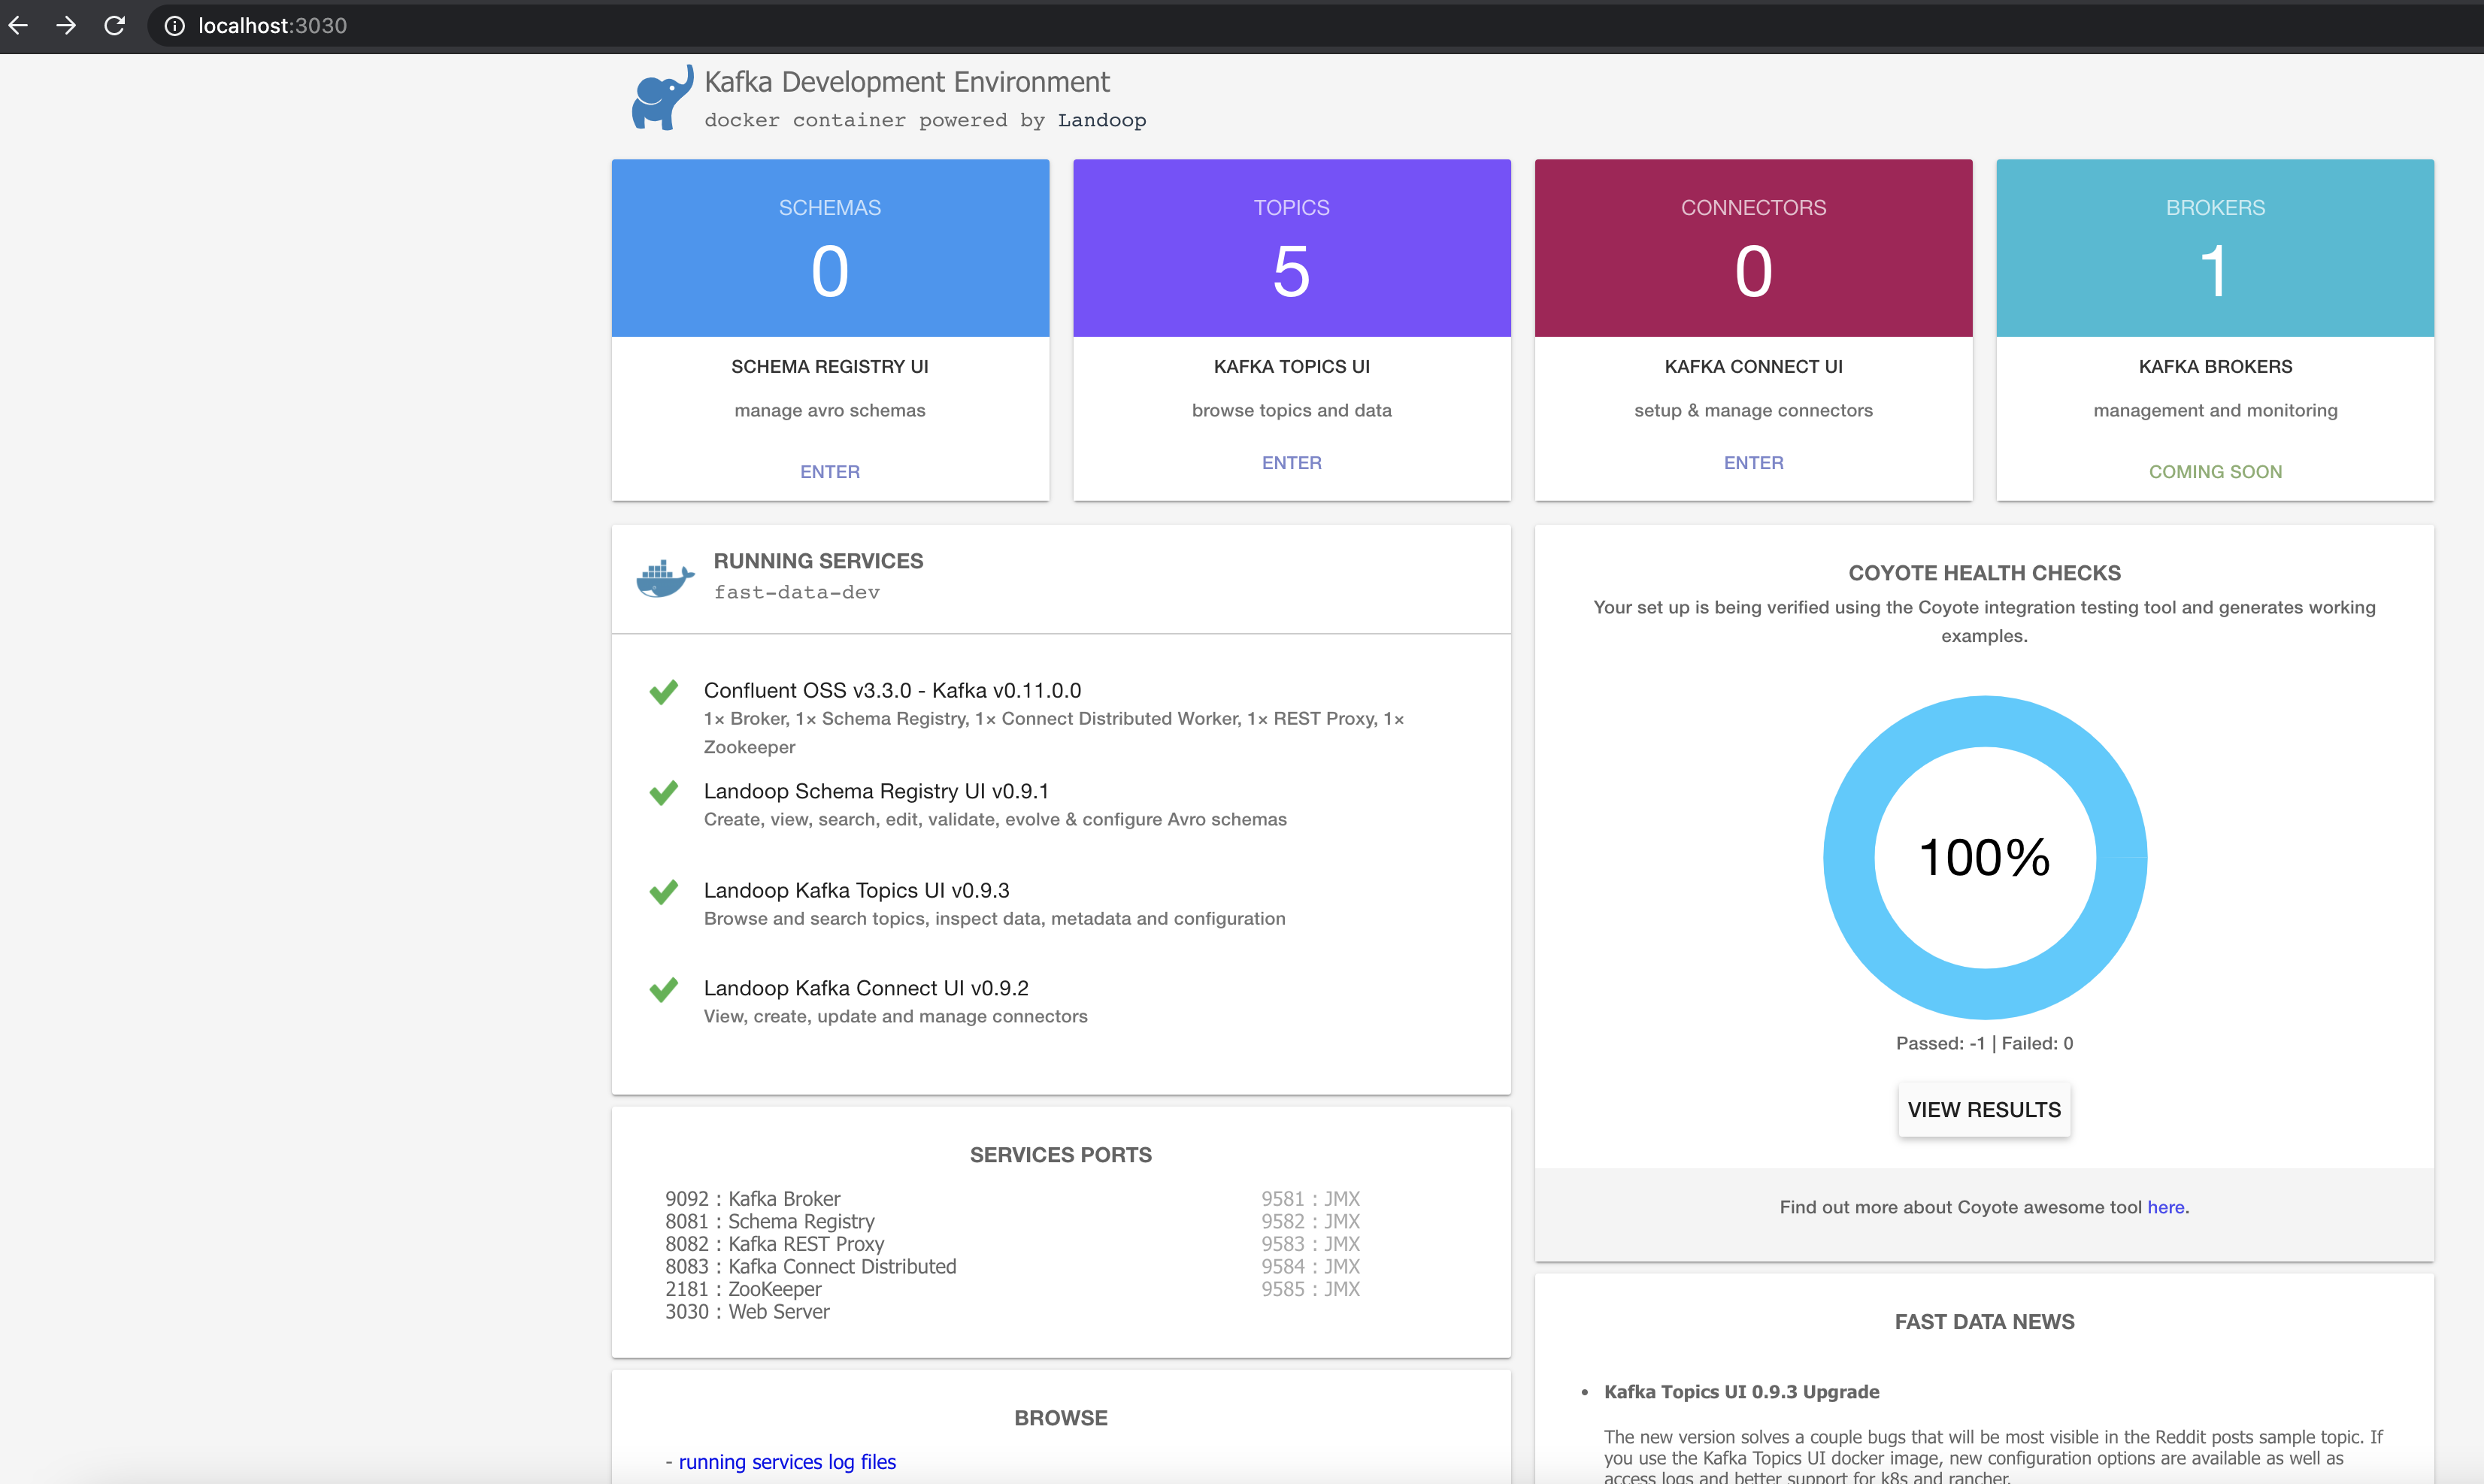 localhost:3030
Kafka Development Environment
docker container powered by Landoop
SCHEMAS
0
SCHEMA REGISTRY UI
manage avro schemas
ENTER
TOPICS
5
KAFKA TOPICS UI
browse topics and data
ENTER
CONNECTORS
0
KAFKA CONNECT UI
setup & manage connectors
ENTER
BROKERS
1
KAFKA BROKERS
management and monitoring
COMING SOON
RUNNING SERVICES
fast-data-dev
Confluent OSS v3.3.0 - Kafka v0.11.0.0
1× Broker, 1× Schema Registry, 1× Connect Distributed Worker, 1× REST Proxy, 1×
Zookeeper
Landoop Schema Registry UI v0.9.1
Create, view, search, edit, validate, evolve & configure Avro schemas
Landoop Kafka Topics UI v0.9.3
Browse and search topics, inspect data, metadata and configuration
Landoop Kafka Connect UI v0.9.2
View, create, update and manage connectors
SERVICES PORTS
9092 : Kafka Broker
8081 : Schema Registry
8082 : Kafka REST Proxy
8083 : Kafka Connect Distributed
2181 : ZooKeeper
3030 : Web Server
9581 : JMX
9582 : JMX
9583 : JMX
9584 : JMX
9585 : JMX
BROWSE
- running services log files
COYOTE HEALTH CHECKS
Your set up is being verified using the Coyote integration testing tool and generates working
examples.
100%
Passed: -1 | Failed: 0
VIEW RESULTS
Find out more about Coyote awesome tool here.
FAST DATA NEWS
• Kafka Topics UI 0.9.3 Upgrade
The new version solves a couple bugs that will be most visible in the Reddit posts sample topic. If
you use the Kafka Topics UI docker image, new configuration options are available as well as
access logs and better support for k8s and rancher.